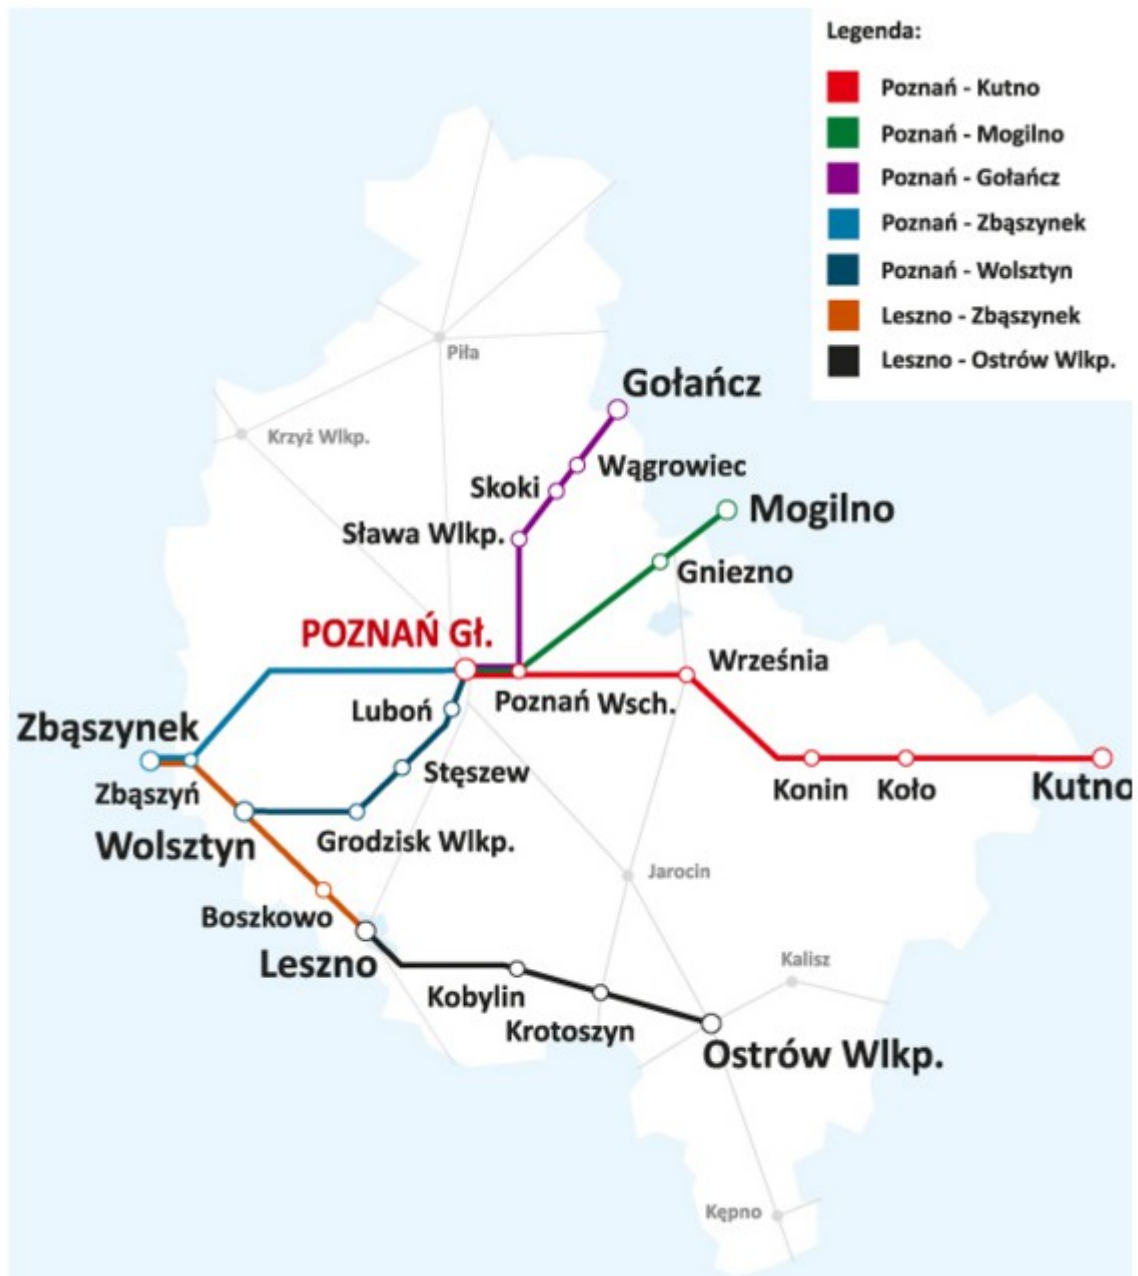 Legenda:
Poznań - Kutno
Poznań - Mogilno
Poznań - Gołańcz
Poznań - Zbąszynek
Poznań - Wolsztyn
Leszno - Zbąszynek
Leszno - Ostrów Wlkp.
Piła
Gołańcz
Krzyż Wlkp.
Wągrowiec
Skoki
Mogilno
Sława Wlkp.
Gniezno
POZNAŃ Gł.
Września
Poznań Wsch.
Luboń
Zbąszynek
Stęszew
Zbąszyń
Konin
Koło
Kutno
Wolsztyn
Grodzisk Wlkp.
Jarocin
Boszkowo
Leszno
Kalisz
Kobylin
Krotoszyn
Ostrów Wlkp.
Kępno